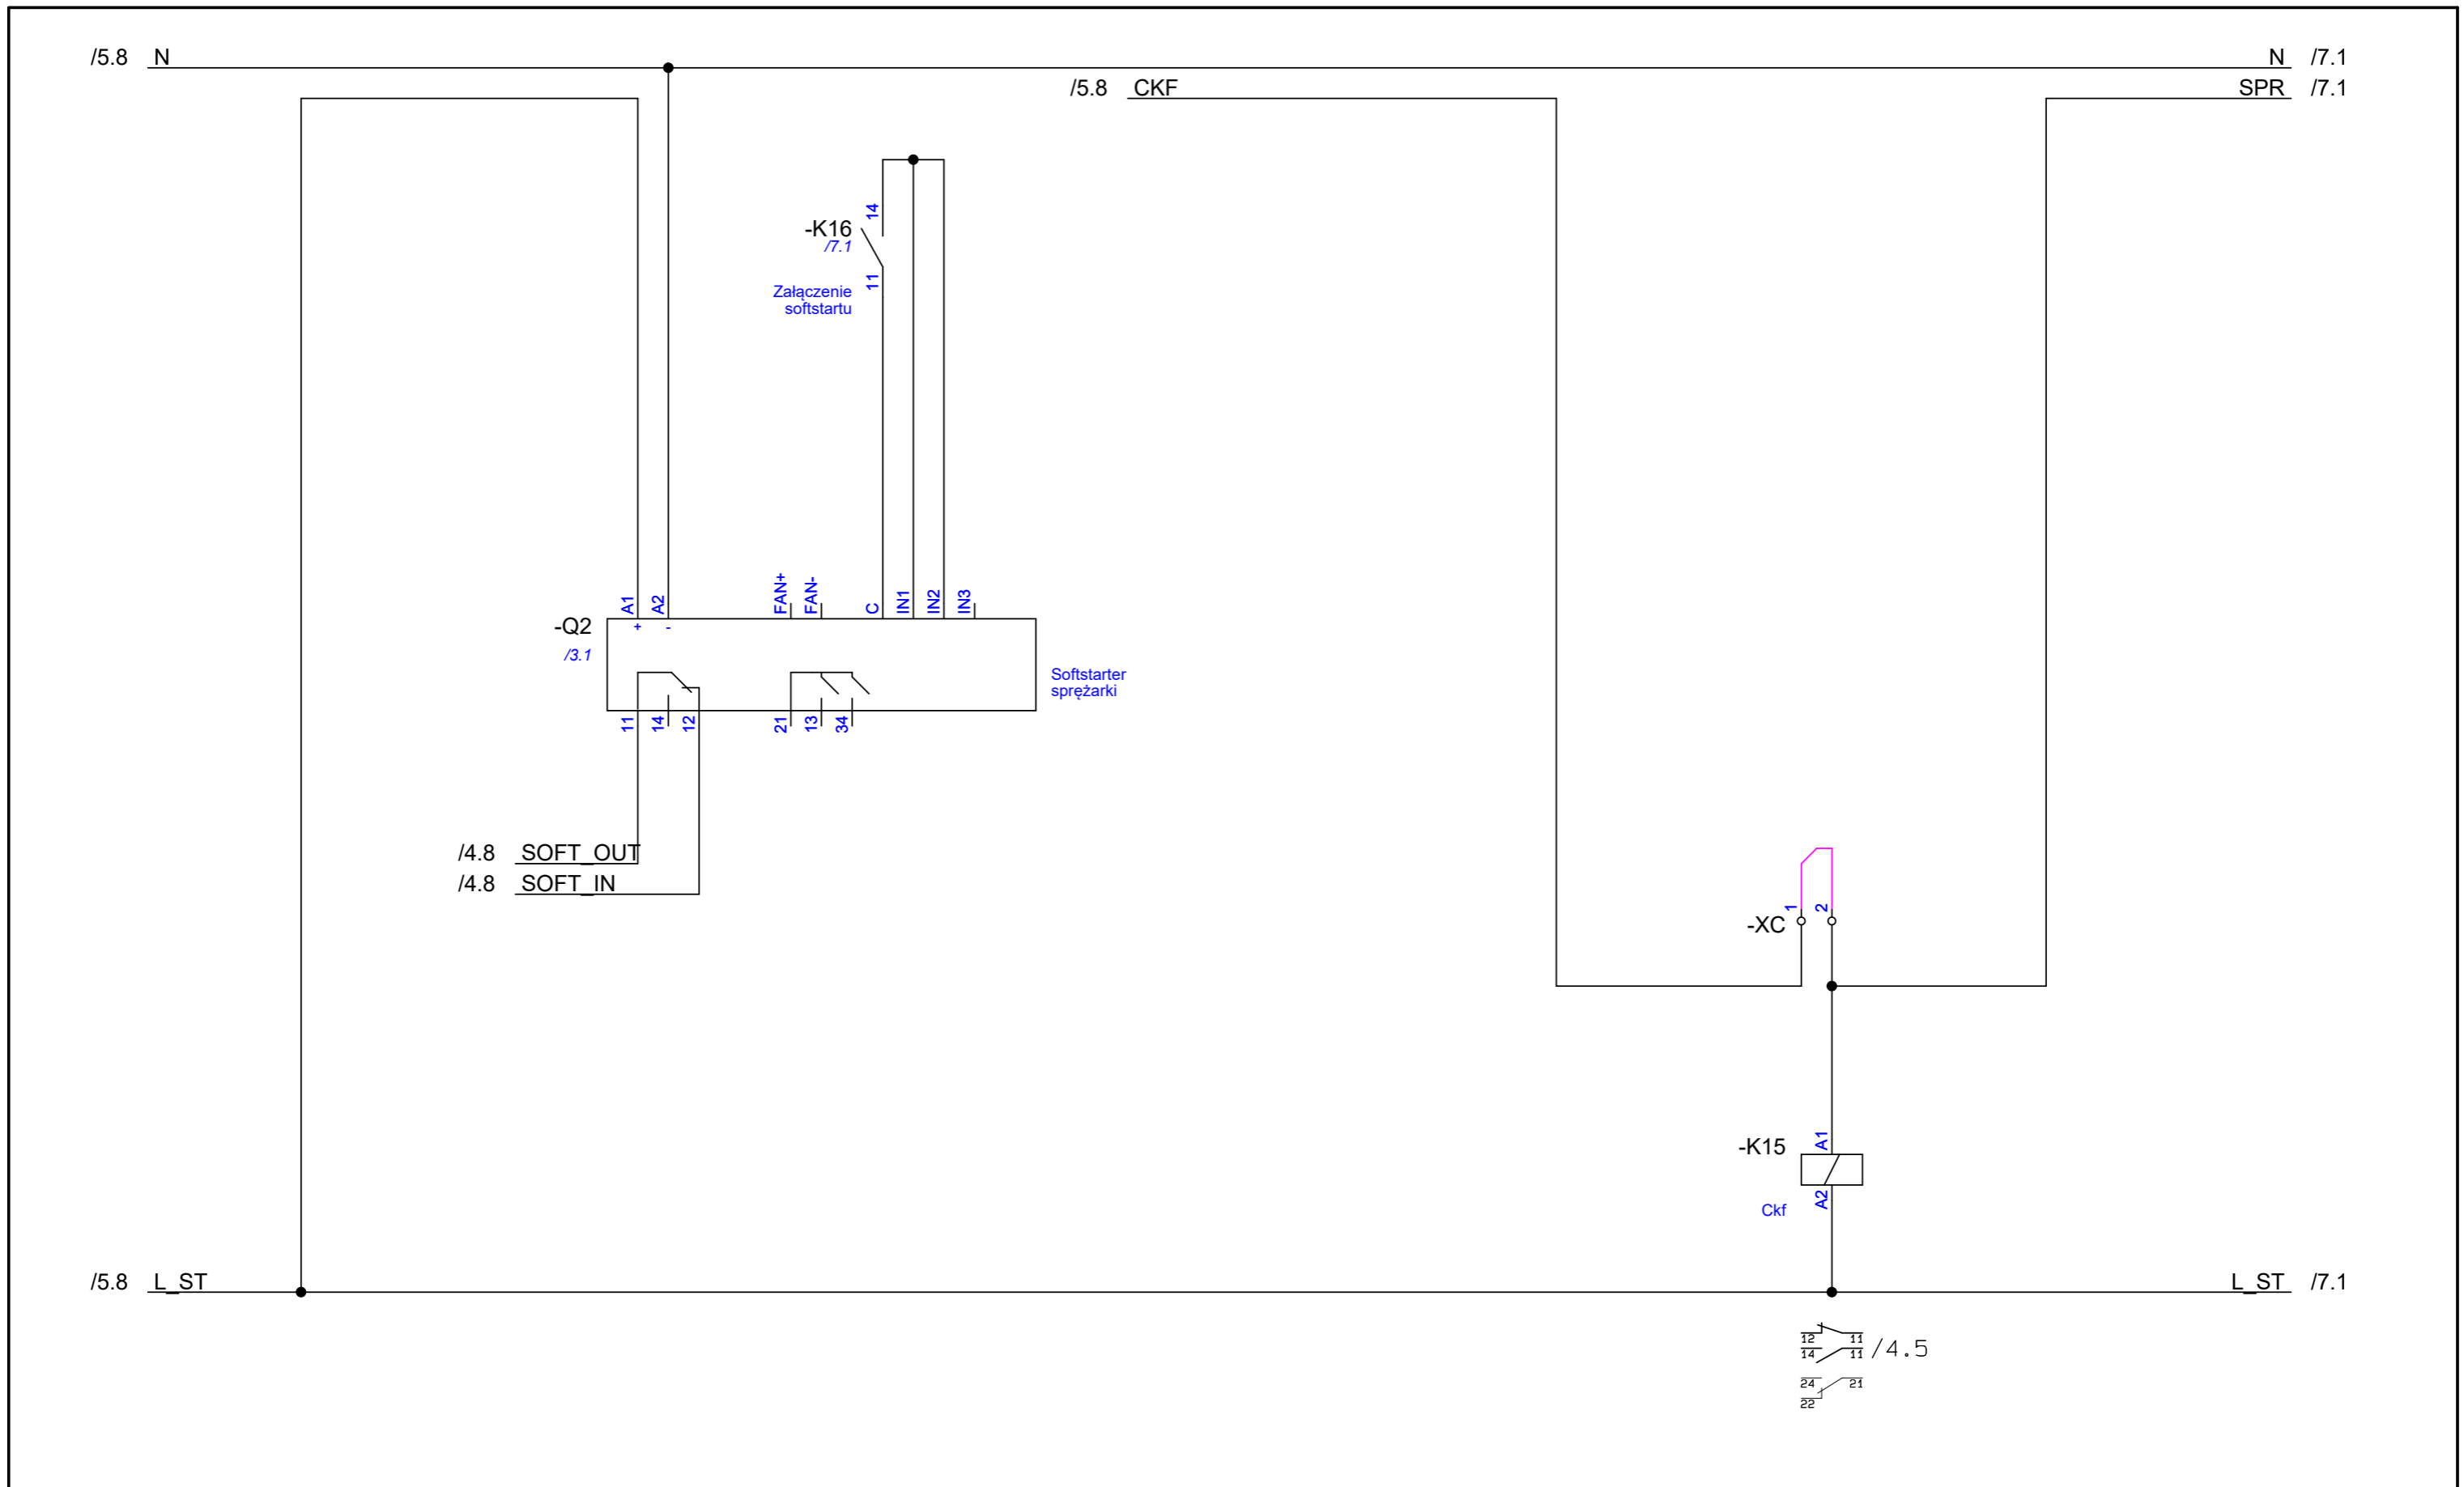 /5.8 N
N /7.1
/5.8 CKF
SPR /7.1
14
-K16
/7.1
11
Załączenie
softstartu
A1
A2
FAN+
FAN-
C
IN1
IN2
IN3
-Q2
+
-
/3.1
Softstarter
sprężarki
11
14
12
21
13
34
/4.8 SOFT_OUT
/4.8 SOFT_IN
1
2
-XC
-K15
A1
A2
Ckf
/5.8 L_ST
L_ST /7.1
12 11
14 11 /4.5
24 21
22